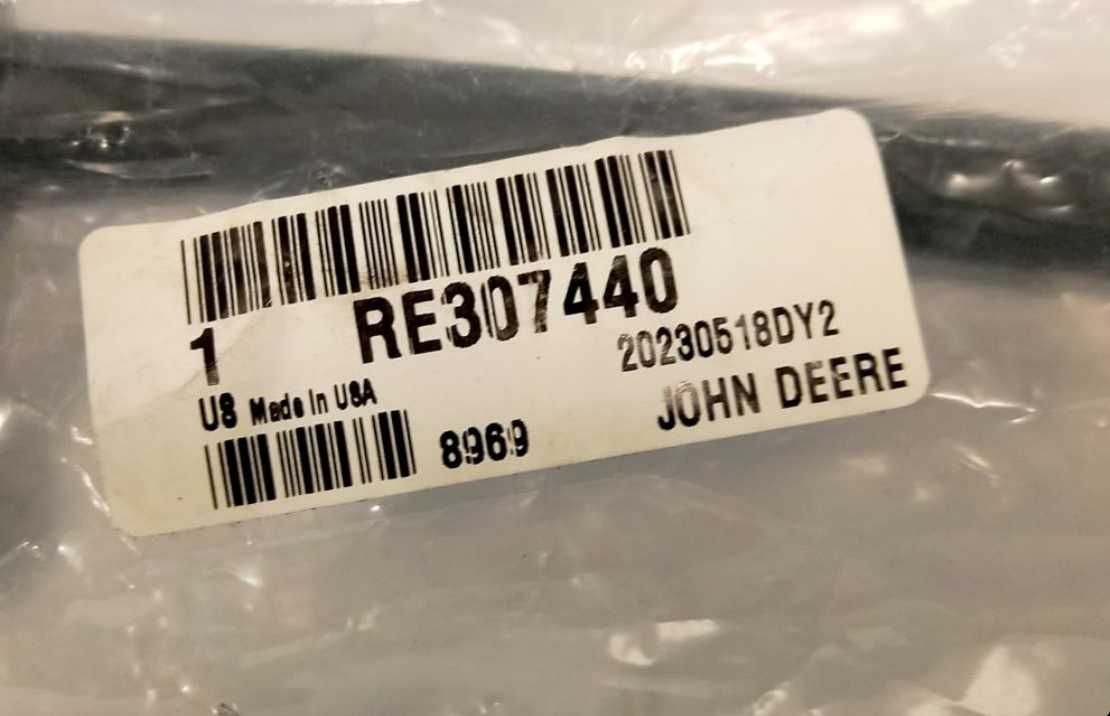 1 RE307440
20230518DY2
US Made In USA
JOHN DEERE
8969